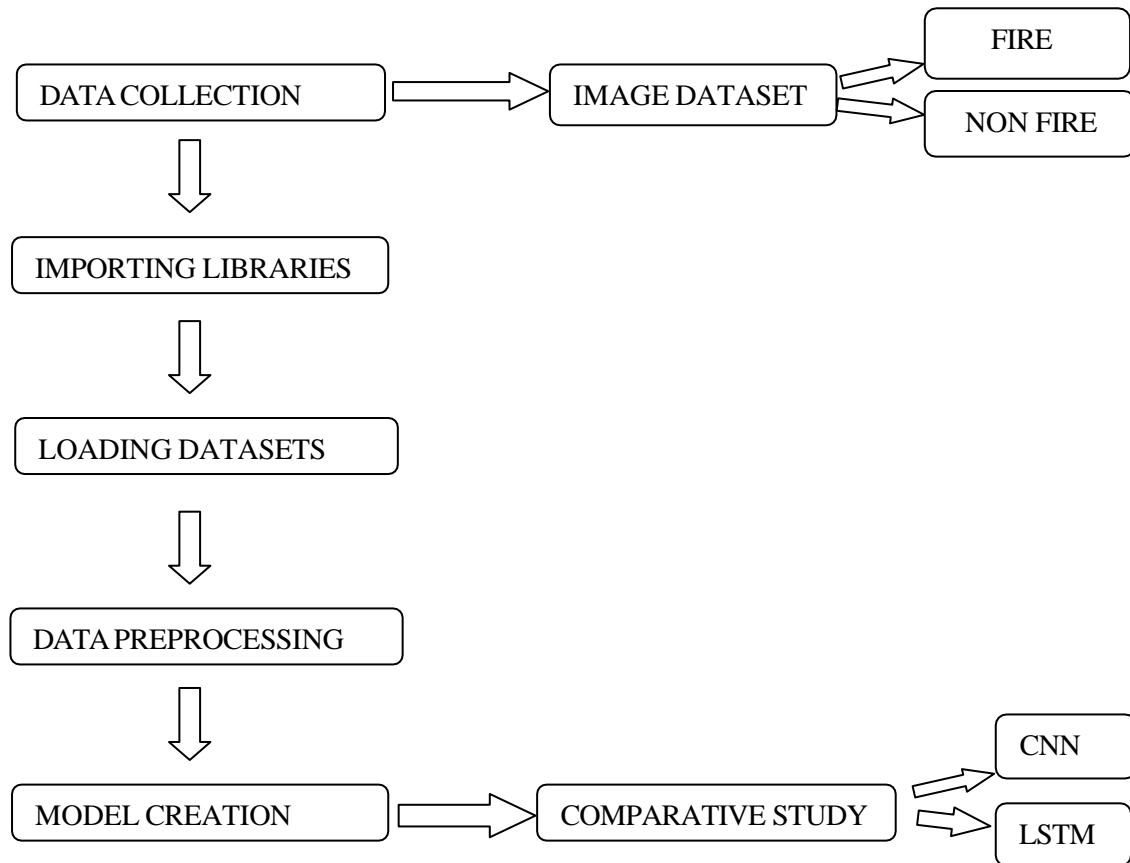 FIRE
DATA COLLECTION
IMAGE DATASET
NON FIRE
IMPORTING LIBRARIES
LOADING DATASETS
DATA PREPROCESSING
CNN
MODEL CREATION
COMPARATIVE STUDY
LSTM